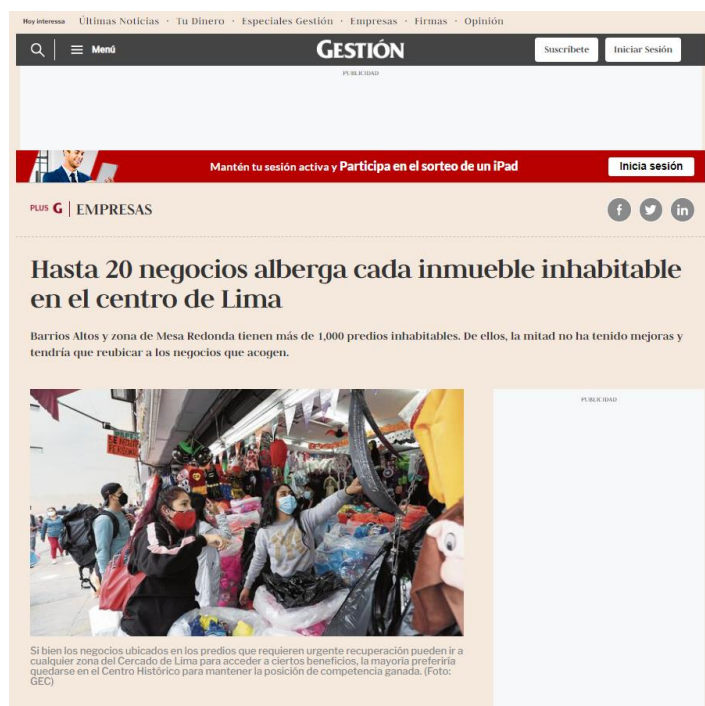 Hoy interessa Últimas Noticias · Tu Dinero · Especiales Gestión · Empresas · Firmas · Opinión
Menú GESTIÓN Suscríbete Iniciar Sesión
PUBLICIDAD
Mantén tu sesión activa y Participa en el sorteo de un iPad Inicia sesión
PLUS G EMPRESAS
Hasta 20 negocios alberga cada inmueble inhabitable
en el centro de Lima
Barrios Altos y zona de Mesa Redonda tienen más de 1,000 predios inhabitables. De ellos, la mitad no ha tenido mejoras y
tendría que reubicar a los negocios que acogen.
PUBLICIDAD
Si bien los negocios ubicados en los predios que requieren urgente recuperación pueden ir a
cualquier zona del Cercado de Lima para acceder a ciertos beneficios, la mayoría preferiría
quedarse en el Centro Histórico para mantener la posición de competencia ganada. (Foto:
GEC)